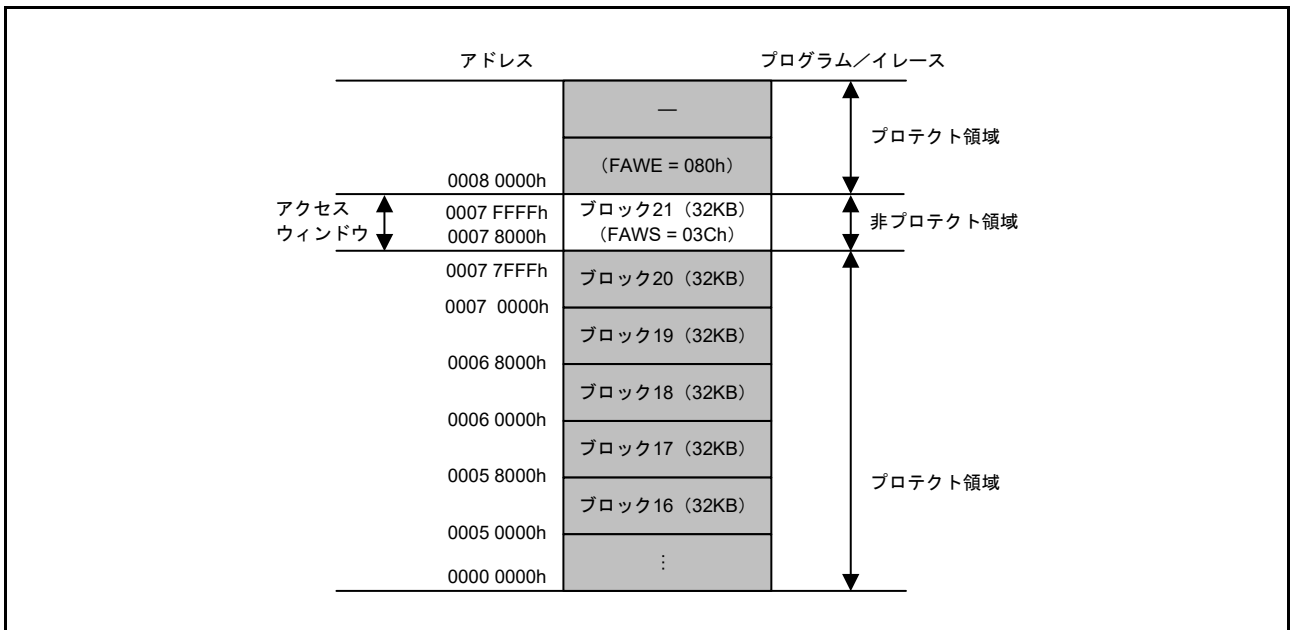 アドレス
プログラム／イレース
—
プロテクト領域
(FAWE = 080h)
0008 0000h
アクセス
ウィンドウ
0007 FFFFh
ブロック21（32KB）
非プロテクト領域
0007 8000h
(FAWS = 03Ch)
0007 7FFFh
ブロック20（32KB）
0007 0000h
ブロック19（32KB）
0006 8000h
ブロック18（32KB）
0006 0000h
ブロック17（32KB）
0005 8000h
プロテクト領域
ブロック16（32KB）
0005 0000h
⋮
0000 0000h